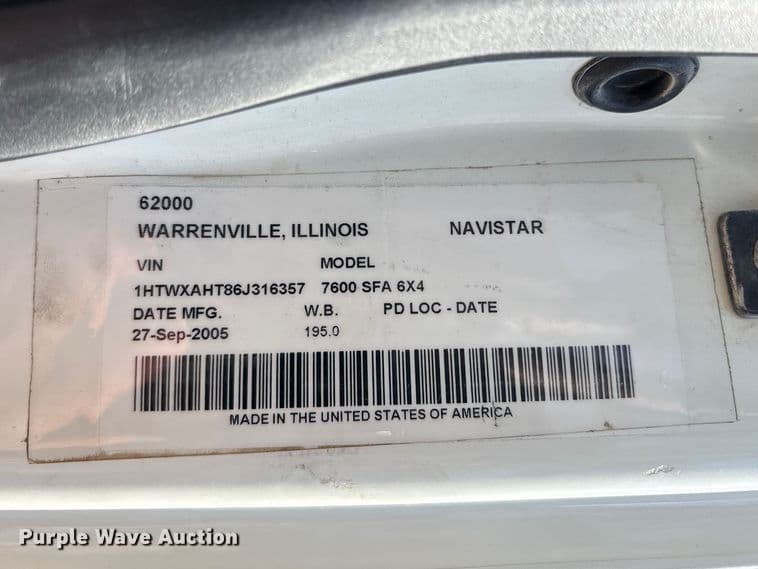 62000
WARRENVILLE, ILLINOIS NAVISTAR
VIN MODEL
1HTWXAHT86J316357 7600 SFA 6X4
DATE MFG. W.B. PD LOC - DATE
27-Sep-2005 195.0
MADE IN THE UNITED STATES OF AMERICA
Purple Wave Auction